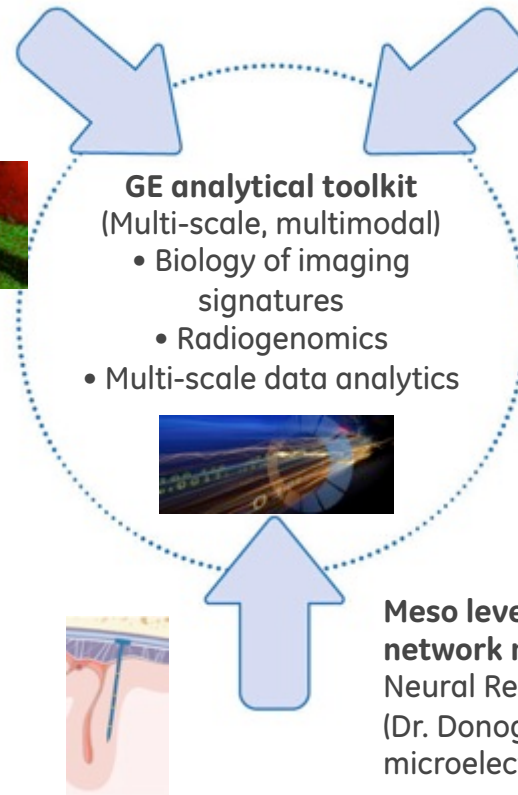 GE analytical toolkit
(Multi-scale, multimodal)
• Biology of imaging
signatures
• Radiogenomics
• Multi-scale data analytics
Meso leve
network r
Neural Re
(Dr. Donog
microelec